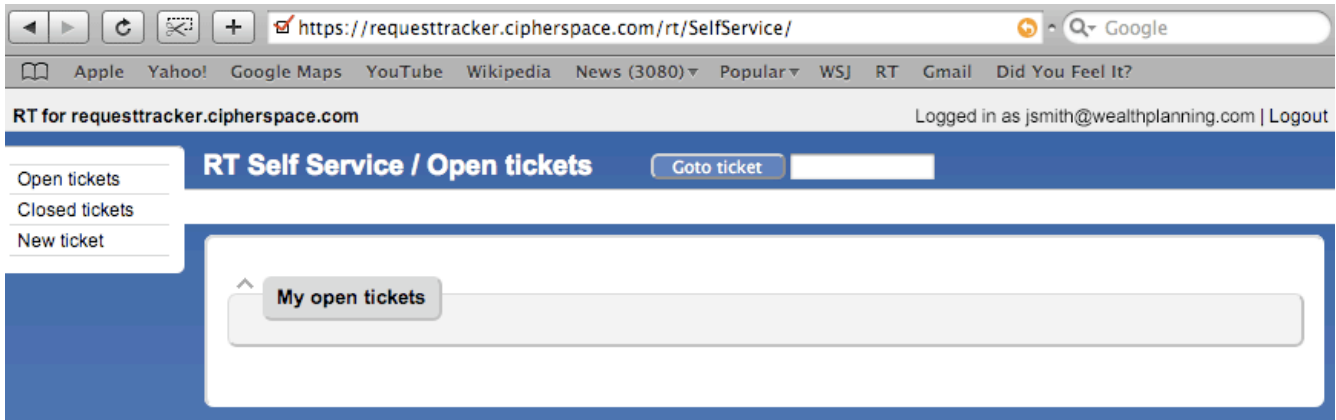 https://requesttracker.cipherspace.com/rt/SelfService/ Google
Apple Yahoo! Google Maps YouTube Wikipedia News (3080) Popular WSJ RT Gmail Did You Feel It?
RT for requesttracker.cipherspace.com Logged in as jsmith@wealthplanning.com | Logout
RT Self Service / Open tickets Goto ticket
Open tickets
Closed tickets
New ticket
My open tickets